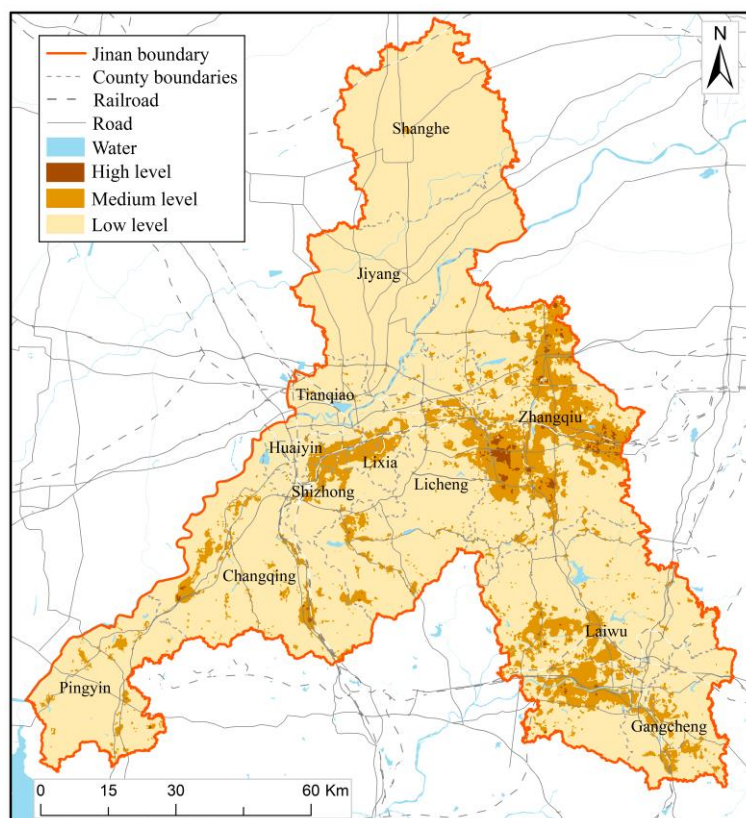 Jinan boundary
County boundaries
Railroad
Road
Water
High level
Medium level
Low level
N
Shanghe
Jiyang
Tianqiao
Zhangqiu
Huaiyin
Lixia
Shizhong
Licheng
Changqing
Laiwu
Pingyin
Gangcheng
0 15 30 60 Km